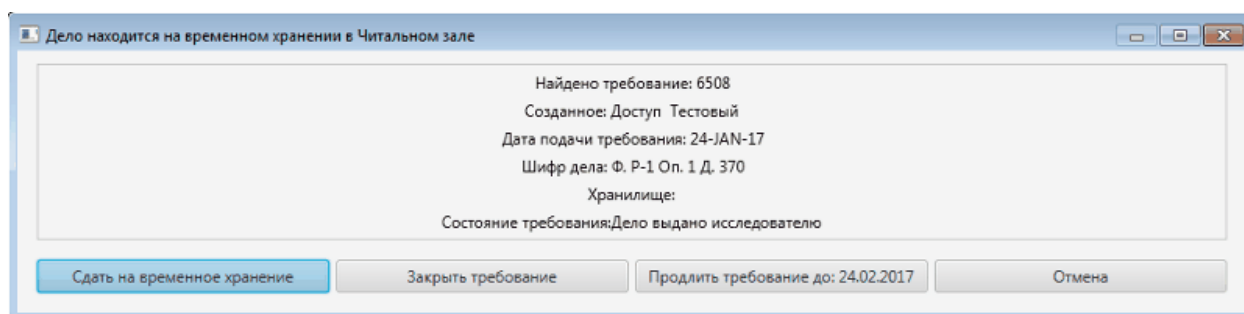 Дело находится на временном хранении в Читальном зале
Найдено требование: 6508
Созданное: Доступ Тестовый
Дата подачи требования: 24-JAN-17
Шифр дела: Ф. Р-1 Оп. 1 Д. 370
Хранилище:
Состояние требования:Дело выдано исследователю
Сдать на временное хранение
Закрыть требование
Продлить требование до: 24.02.2017
Отмена